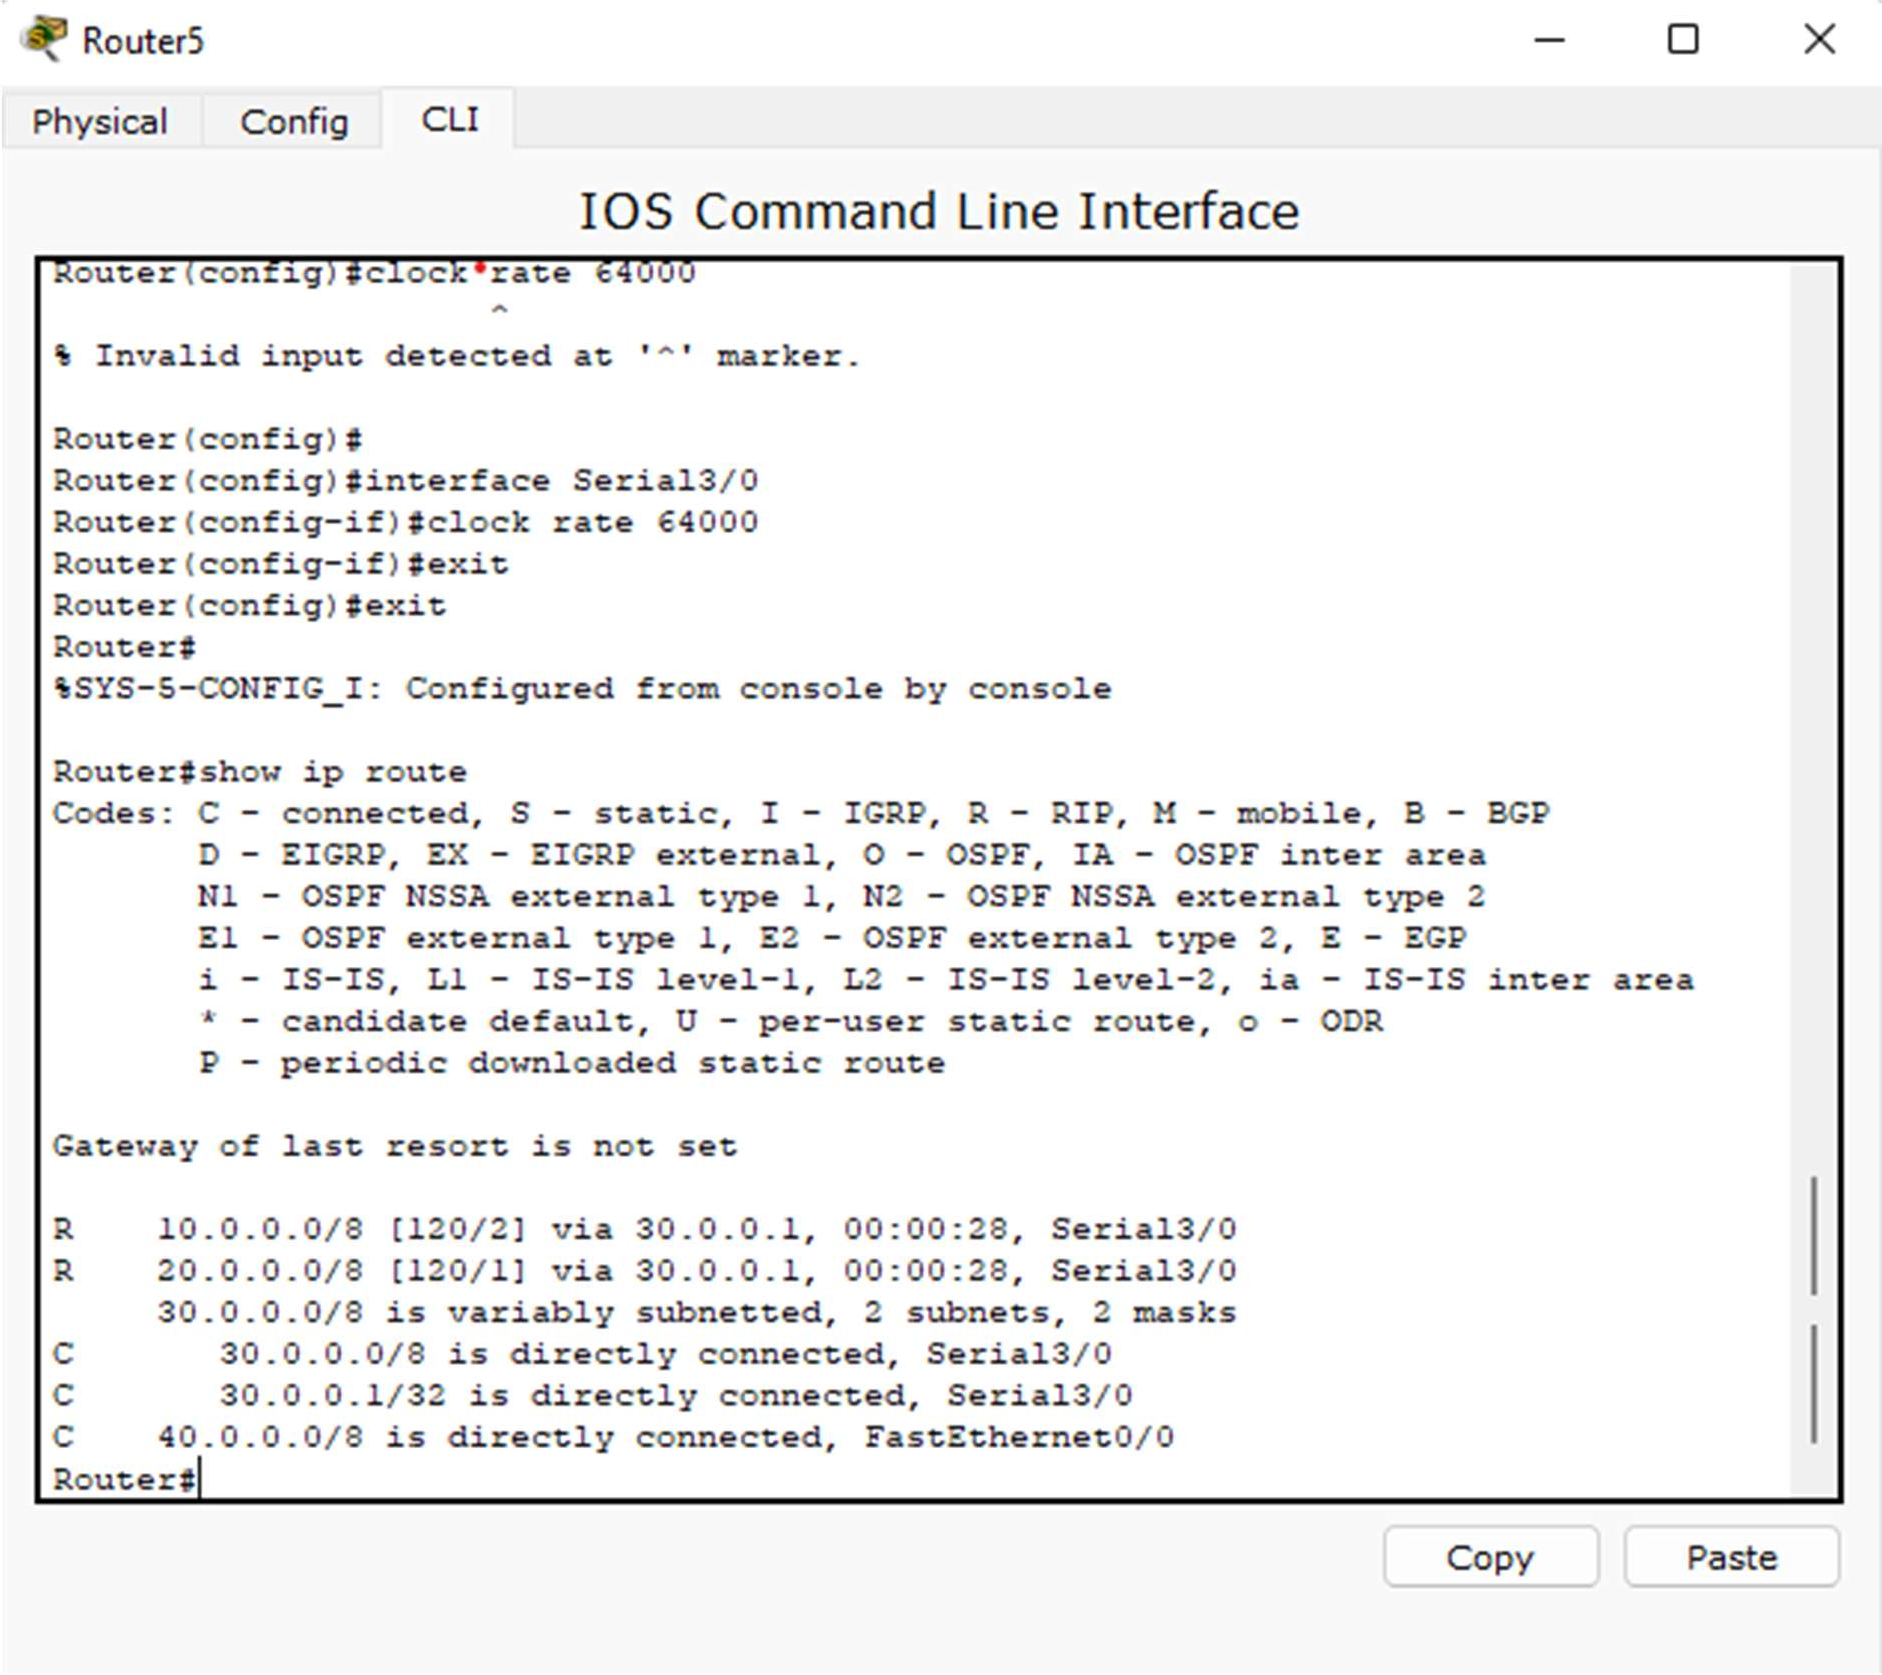 Router5
Physical Config CLI
IOS Command Line Interface
Router(config)#clock rate 64000
^
% Invalid input detected at '^' marker.
Router(config)#
Router(config)#interface Serial3/0
Router(config-if)#clock rate 64000
Router(config-if)#exit
Router(config)#exit
Router#
%SYS-5-CONFIG_I: Configured from console by console
Router#show ip route
Codes: C - connected, S - static, I - IGRP, R - RIP, M - mobile, B - BGP
D - EIGRP, EX - EIGRP external, O - OSPF, IA - OSPF inter area
N1 - OSPF NSSA external type 1, N2 - OSPF NSSA external type 2
E1 - OSPF external type 1, E2 - OSPF external type 2, E - EGP
i - IS-IS, L1 - IS-IS level-1, L2 - IS-IS level-2, ia - IS-IS inter area
* - candidate default, U - per-user static route, o - ODR
P - periodic downloaded static route
Gateway of last resort is not set
R 10.0.0.0/8 [120/2] via 30.0.0.1, 00:00:28, Serial3/0
R 20.0.0.0/8 [120/1] via 30.0.0.1, 00:00:28, Serial3/0
30.0.0.0/8 is variably subnetted, 2 subnets, 2 masks
C 30.0.0.0/8 is directly connected, Serial3/0
C 30.0.0.1/32 is directly connected, Serial3/0
C 40.0.0.0/8 is directly connected, FastEthernet0/0
Router#
Copy Paste